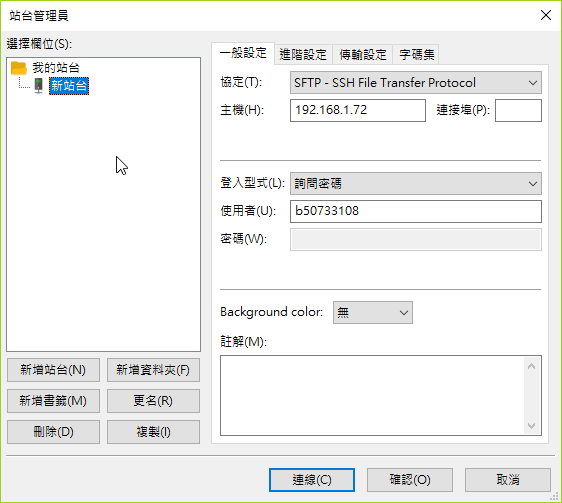 站台管理員
選擇欄位(S):
我的站台
新站台
新增站台(N)
新增資料夾(F)
新增書籤(M)
更名(R)
刪除(D)
複製(I)
一般設定 進階設定 傳輸設定 字碼集
協定(T): SFTP - SSH File Transfer Protocol
主機(H): 192.168.1.72 連接埠(P):
登入型式(L): 詢問密碼
使用者(U): b50733108
密碼(W):
Background color: 無
註解(M):
連線(C) 確認(O) 取消